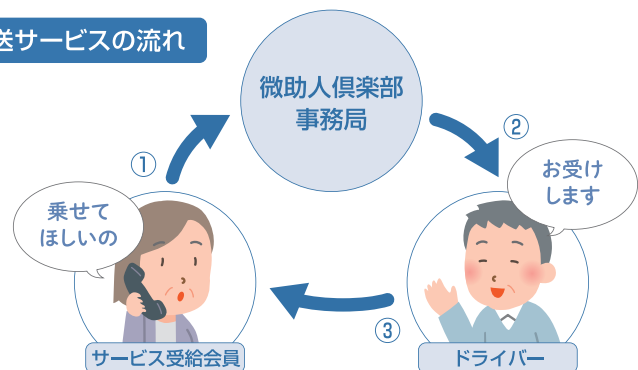 送サービスの流れ
微助人倶楽部
事務局
①
②
お受け
します
乗せて
ほしいの
③
サービス受給会員
ドライバー